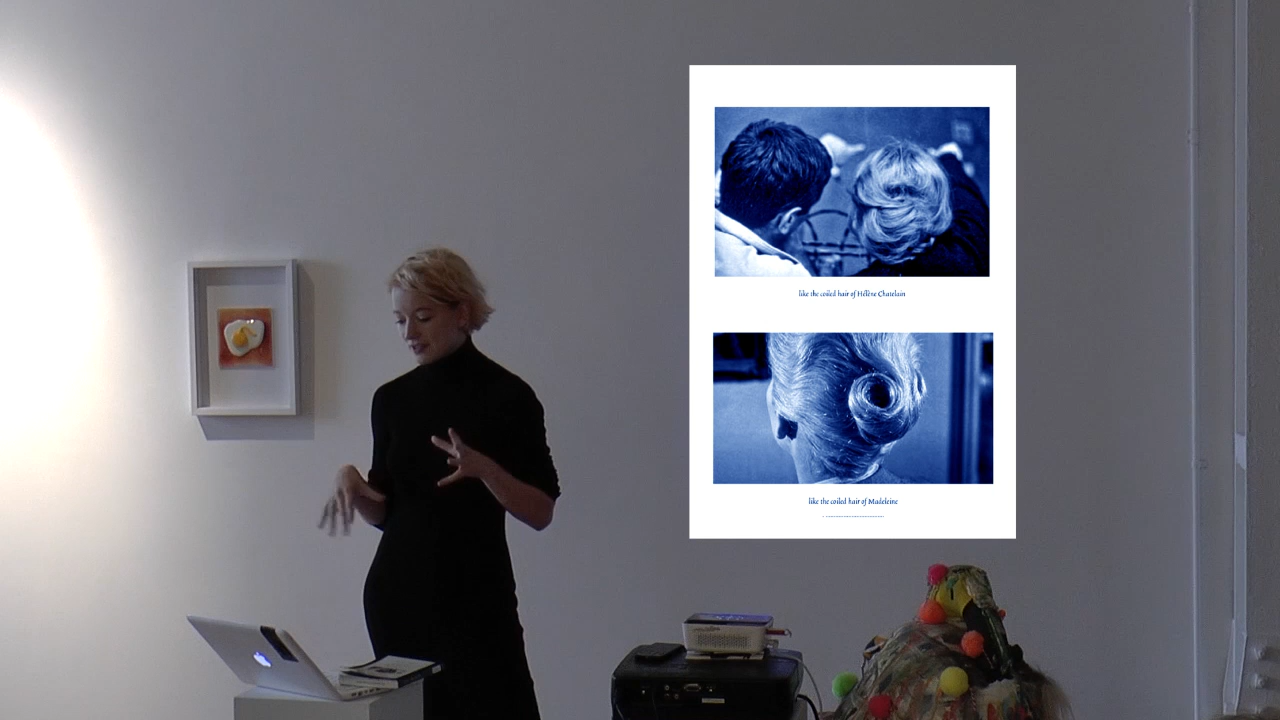 like the coiled hair of Hélène Chatelain
like the coiled hair of Madeleine